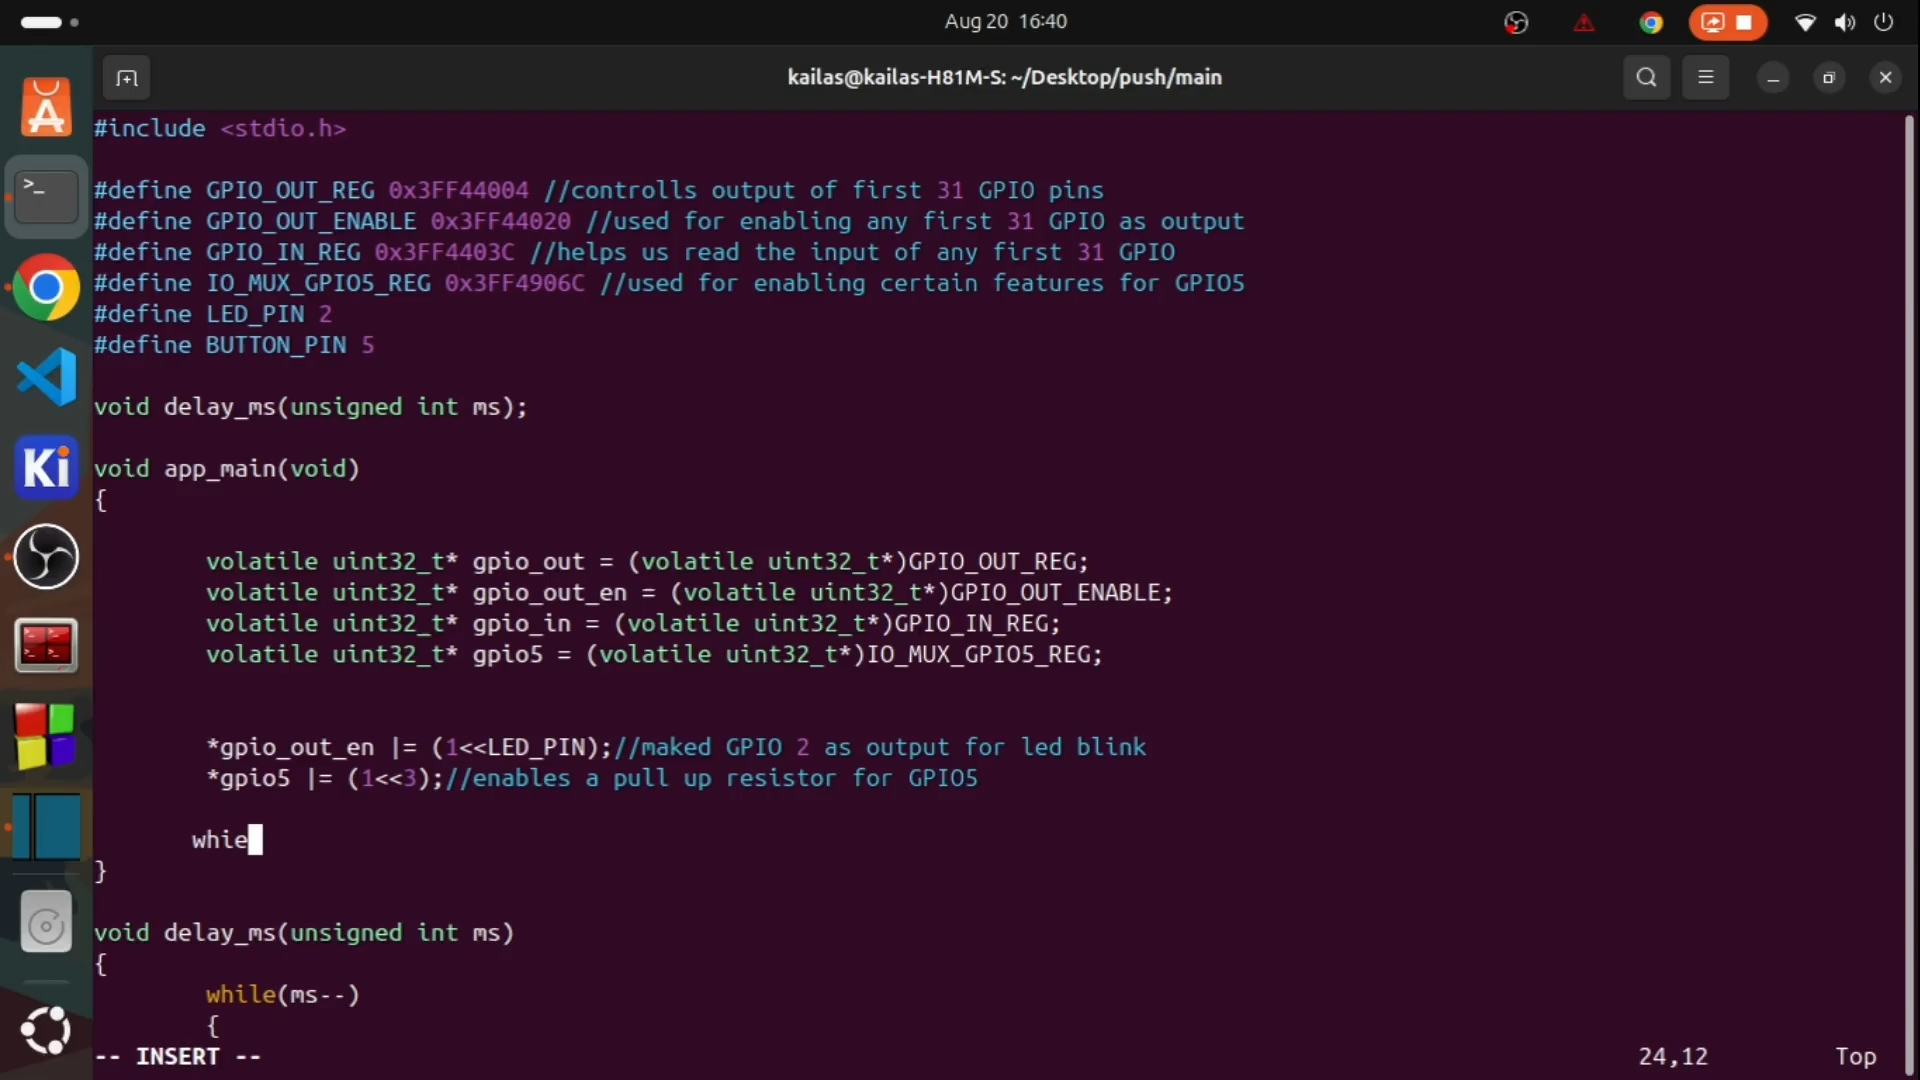 Aug 20 16:40
kailas@kailas-H81M-S: ~/Desktop/push/main
#include <stdio.h>
#define GPIO_OUT_REG 0x3FF44004 //controlls output of first 31 GPIO pins
#define GPIO_OUT_ENABLE 0x3FF44020 //used for enabling any first 31 GPIO as output
#define GPIO_IN_REG 0x3FF4403C //helps us read the input of any first 31 GPIO
#define IO_MUX_GPIO5_REG 0x3FF4906C //used for enabling certain features for GPIO5
#define LED_PIN 2
#define BUTTON_PIN 5
void delay_ms(unsigned int ms);
void app_main(void)
{
volatile uint32_t* gpio_out = (volatile uint32_t*)GPIO_OUT_REG;
volatile uint32_t* gpio_out_en = (volatile uint32_t*)GPIO_OUT_ENABLE;
volatile uint32_t* gpio_in = (volatile uint32_t*)GPIO_IN_REG;
volatile uint32_t* gpio5 = (volatile uint32_t*)IO_MUX_GPIO5_REG;
*gpio_out_en |= (1<<LED_PIN);//maked GPIO 2 as output for led blink
*gpio5 |= (1<<3);//enables a pull up resistor for GPIO5
whie
}
void delay_ms(unsigned int ms)
{
while(ms--)
{
-- INSERT -- 24,12 Top
Ki